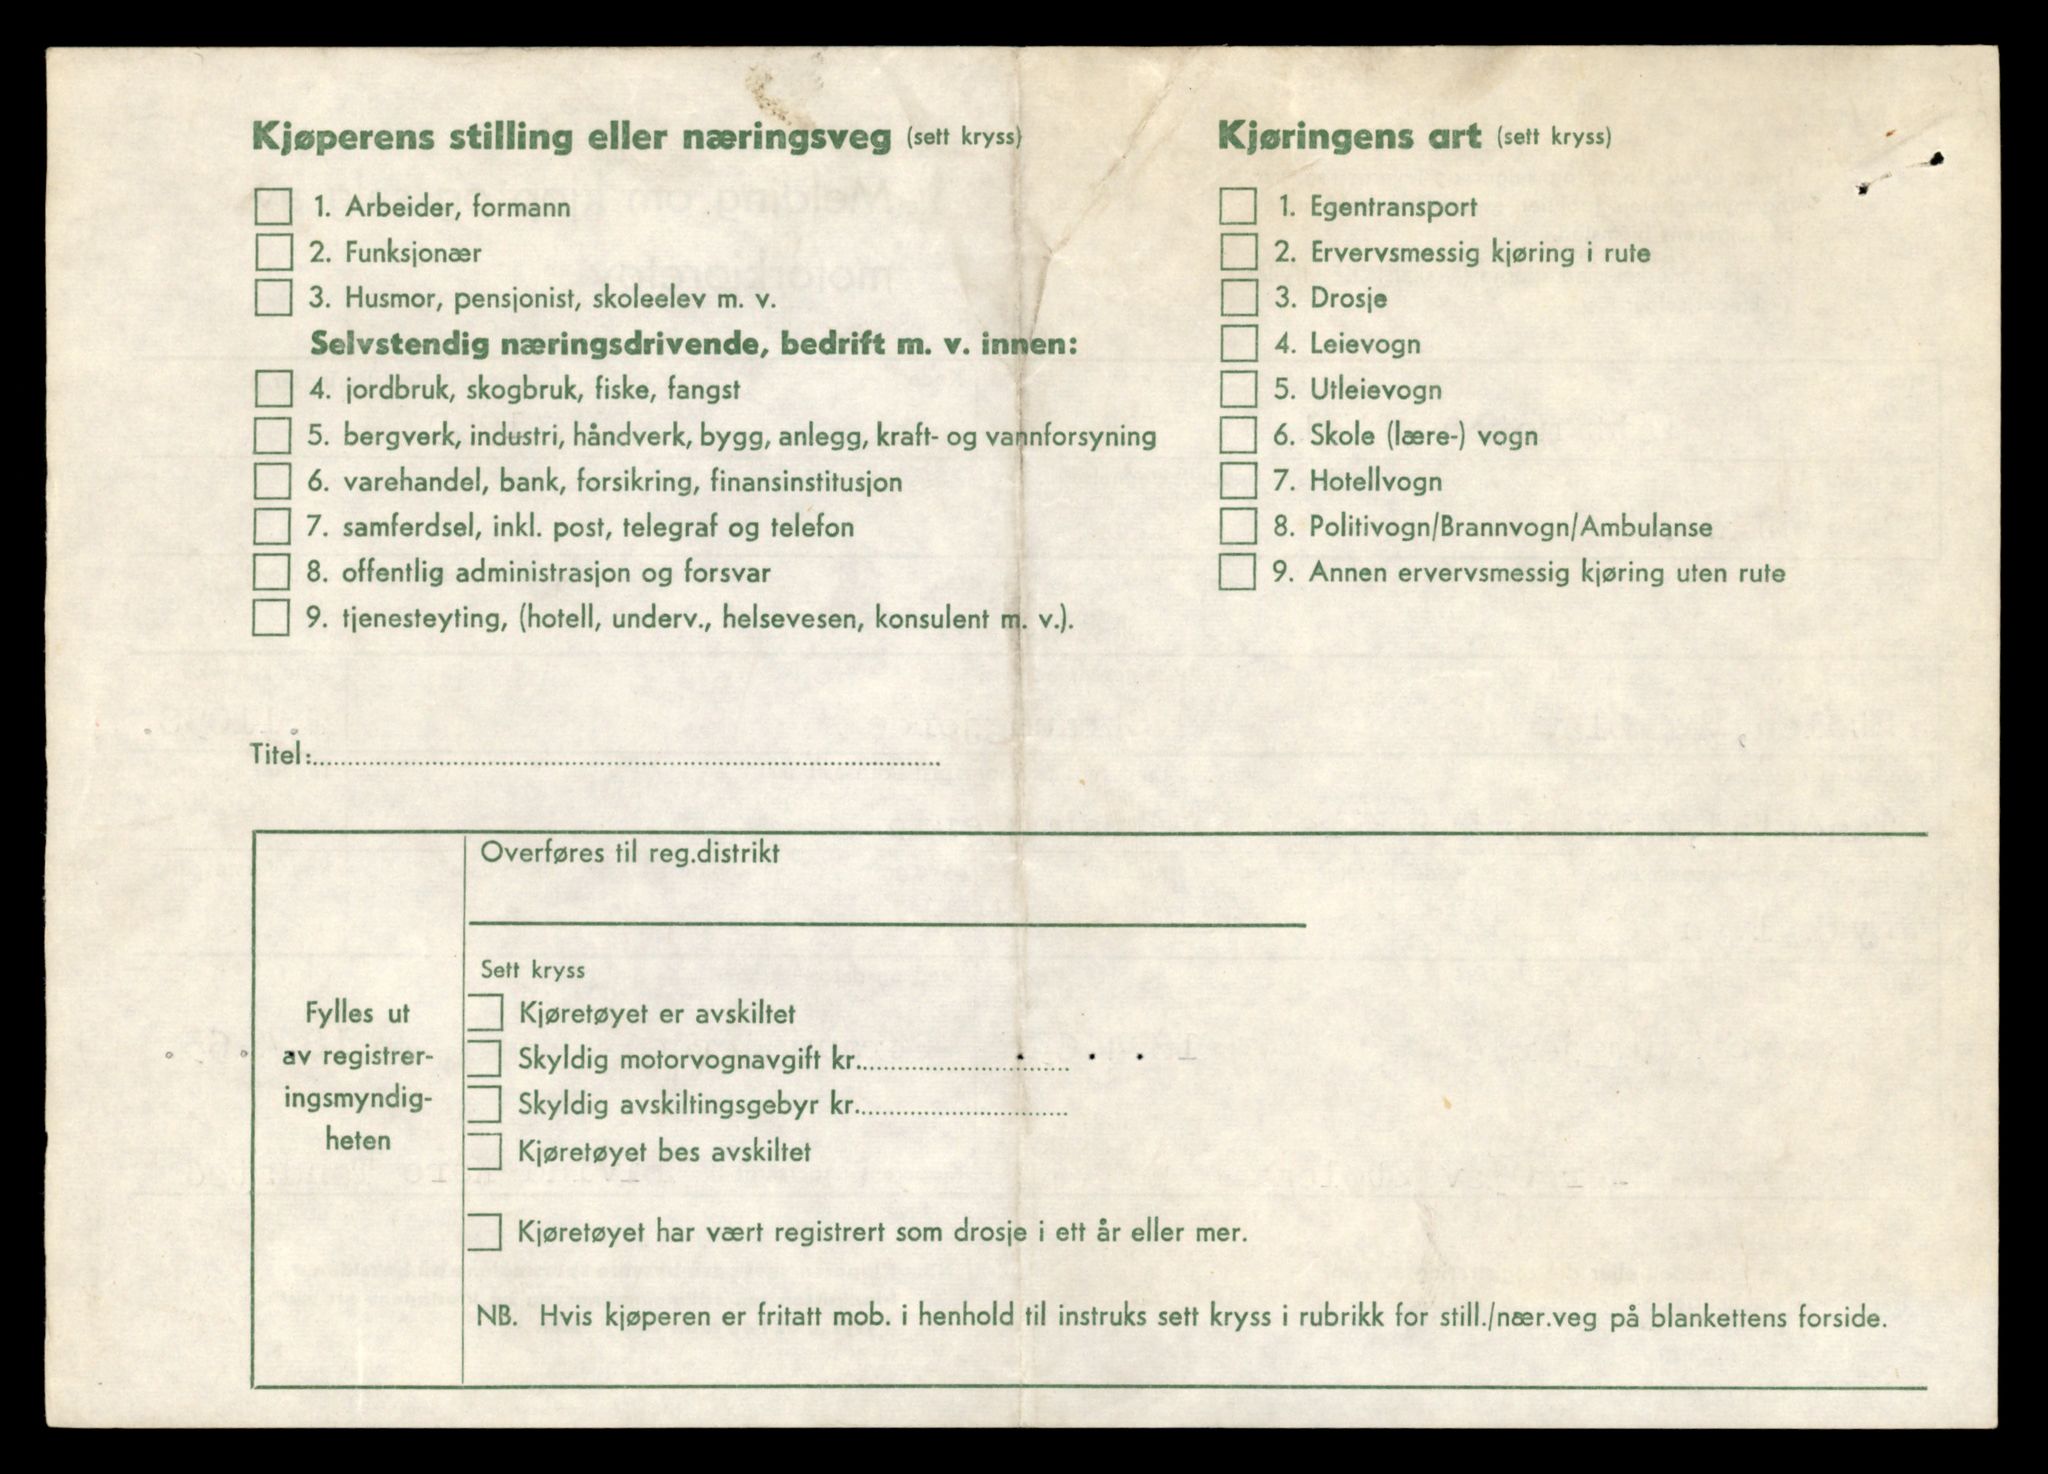 Kjøperens stilling eller næringsveg (sett kryss)
1. Arbeider, formann
2. Funksjonær
3. Husmor, pensjonist, skoleelev m. v.
Selvstendig næringsdrivende, bedrift m. v. innen:
4. jordbruk, skogbruk, fiske, fangst
5. bergverk, industri, håndverk, bygg, anlegg, kraft- og vannforsyning
6. varehandel, bank, forsikring, finansinstitusjon
7. samferdsel, inkl. post, telegraf og telefon
8. offentlig administrasjon og forsvar
9. tjenesteyting, (hotell, underv., helsevesen, konsulent m. v.).
Kjøringens art (sett kryss)
1. Egentransport
2. Ervervsmessig kjøring i rute
3. Drosje
4. Leievogn
5. Utleievogn
6. Skole (lære-) vogn
7. Hotellvogn
8. Politivogn/Brannvogn/Ambulanse
9. Annen ervervsmessig kjøring uten rute
Titel:
Fylles ut
av registrer-
ingsmyndig-
heten
Overføres til reg.distrikt
Sett kryss
Kjøretøyet er avskiltet
Skyldig motorvognavgift kr.
Skyldig avskiltingsgebyr kr.
Kjøretøyet bes avskiltet
Kjøretøyet har vært registrert som drosje i ett år eller mer.
NB. Hvis kjøperen er fritatt mob. i henhold til instruks sett kryss i rubrikk for still./nær.veg på blankettens forside.